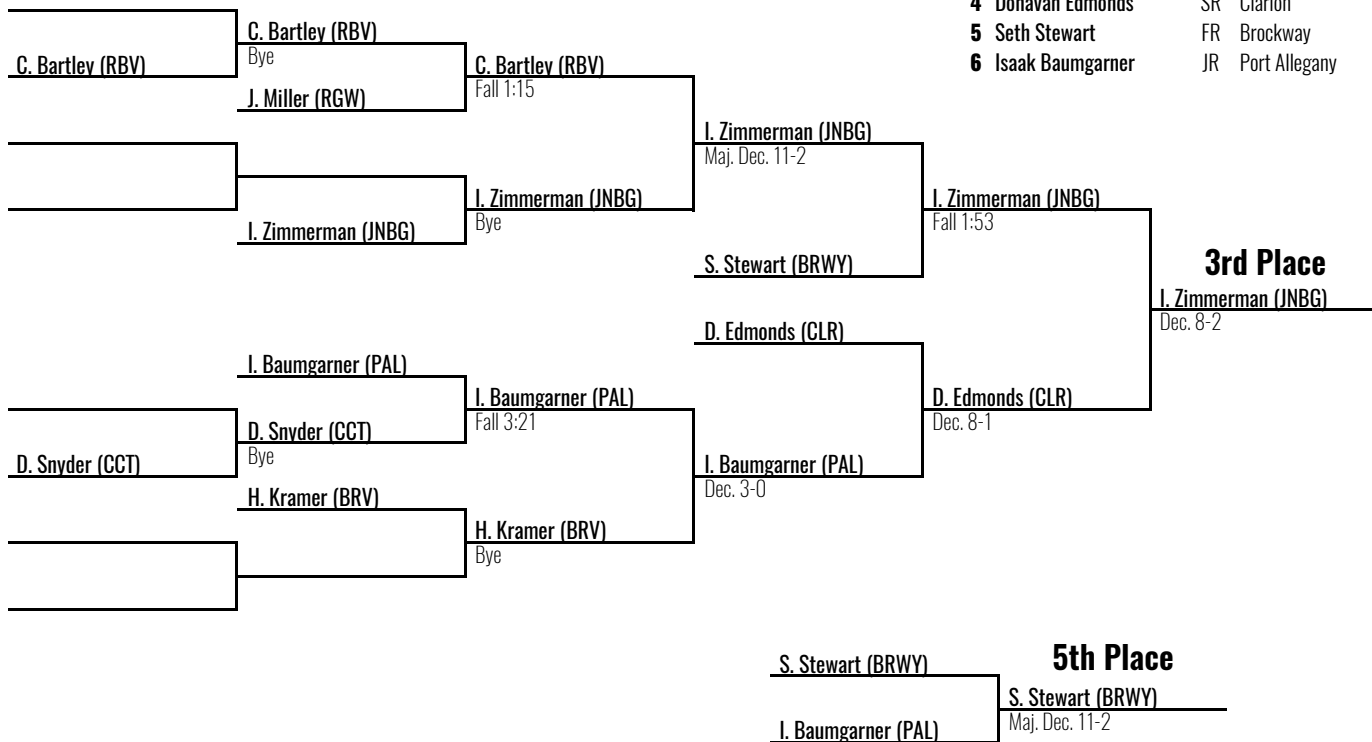 4 Donavan Edmonds SR Clarion
5 Seth Stewart FR Brockway
6 Isaak Baumgarner JR Port Allegany
C. Bartley (RBV)
Bye
C. Bartley (RBV)
C. Bartley (RBV)
Fall 1:15
J. Miller (RGW)
I. Zimmerman (JNBG)
Maj. Dec. 11-2
I. Zimmerman (JNBG)
Bye
I. Zimmerman (JNBG)
Fall 1:53
I. Zimmerman (JNBG)
S. Stewart (BRWY)
3rd Place
I. Zimmerman (JNBG)
Dec. 8-2
D. Edmonds (CLR)
I. Baumgarner (PAL)
I. Baumgarner (PAL)
Fall 3:21
D. Edmonds (CLR)
Dec. 8-1
D. Snyder (CCT)
Bye
D. Snyder (CCT)
I. Baumgarner (PAL)
Dec. 3-0
H. Kramer (BRV)
H. Kramer (BRV)
Bye
5th Place
S. Stewart (BRWY)
S. Stewart (BRWY)
Maj. Dec. 11-2
I. Baumgarner (PAL)